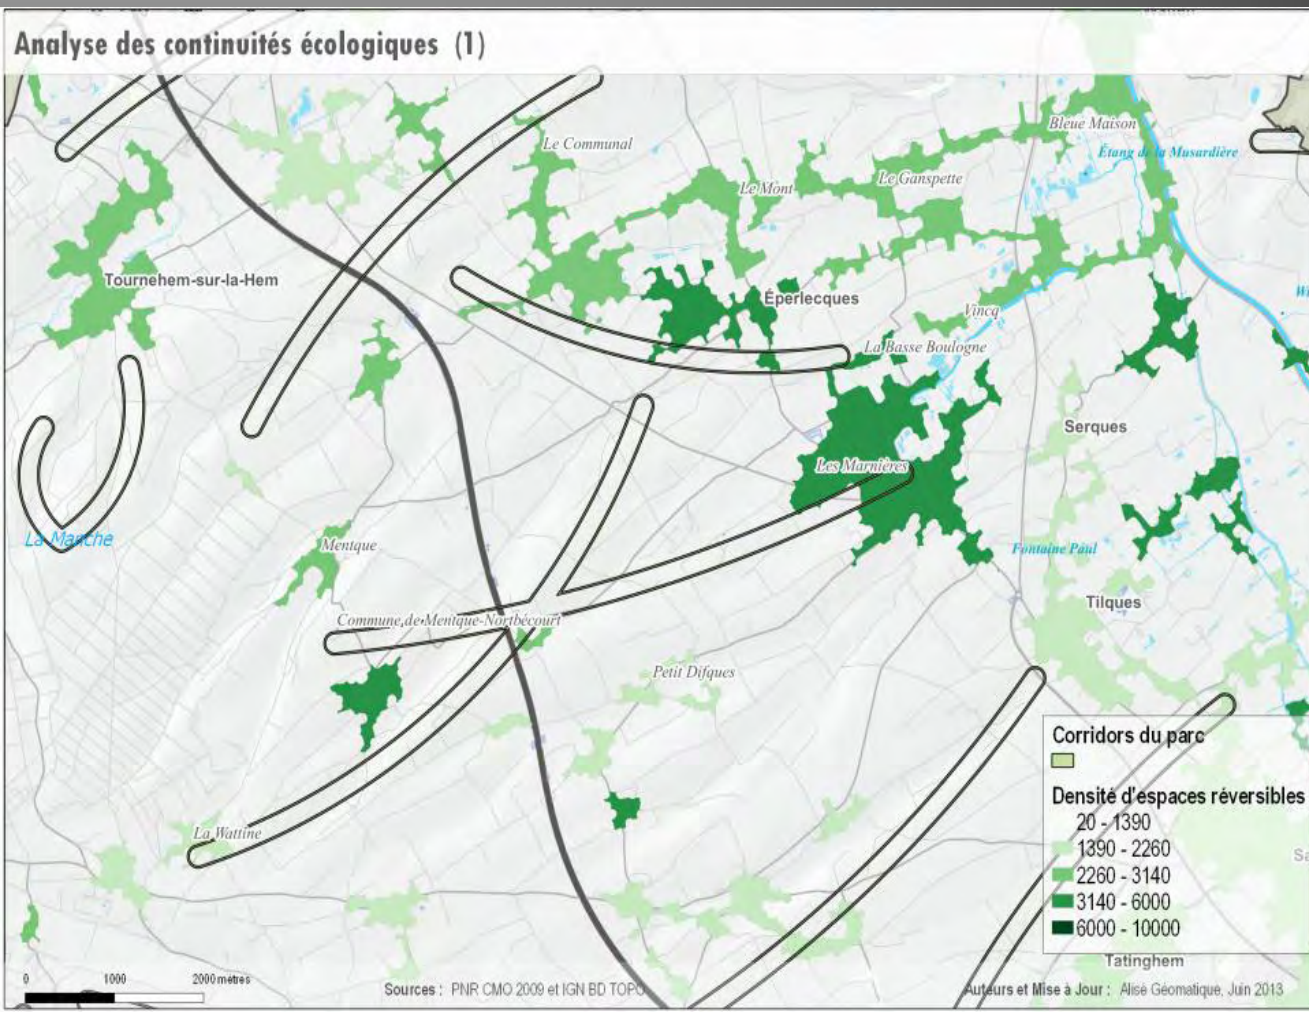 Analyse des continuités écologiques (1)
Bleue Maison
Le Communal
Étang de la Musardière
Le Ganspette
Le Mont
Tournehem-sur-la-Hem
Éperlecques
Vincq
La Basse Boulogne
Serques
Les Marnières
La Manche
Mentque
Fontaine Paul
Tilques
Commune de Mentque-Nortbécourt
Petit Difques
Corridors du parc
Densité d'espaces réversibles
20 - 1390
1390 - 2260
2260 - 3140
3140 - 6000
6000 - 10000
La Wattine
Tatinghem
0 1000 2000 mètres
Sources : PNR CMO 2009 et IGN BD TOPO
Auteurs et Mise à Jour : Alisé Géomatique, Juin 2013